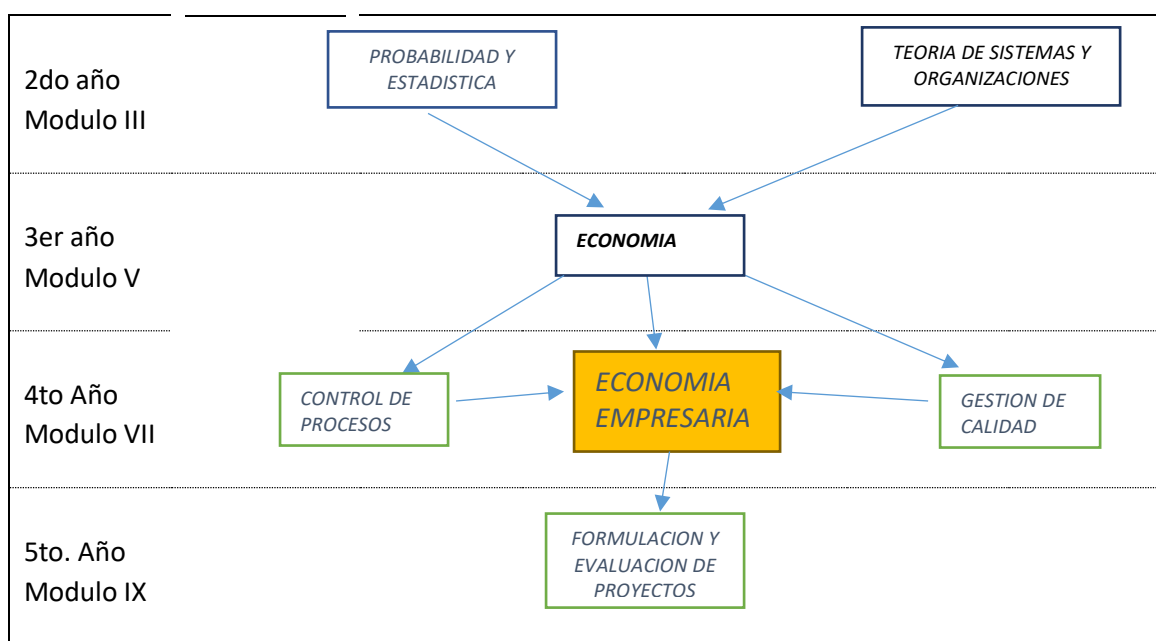 2do año
Modulo III
PROBABILIDAD Y
ESTADISTICA
TEORIA DE SISTEMAS Y
ORGANIZACIONES
3er año
Modulo V
ECONOMIA
4to Año
Modulo VII
CONTROL DE
PROCESOS
ECONOMIA
EMPRESARIA
GESTION DE
CALIDAD
5to. Año
Modulo IX
FORMULACION Y
EVALUACION DE
PROYECTOS